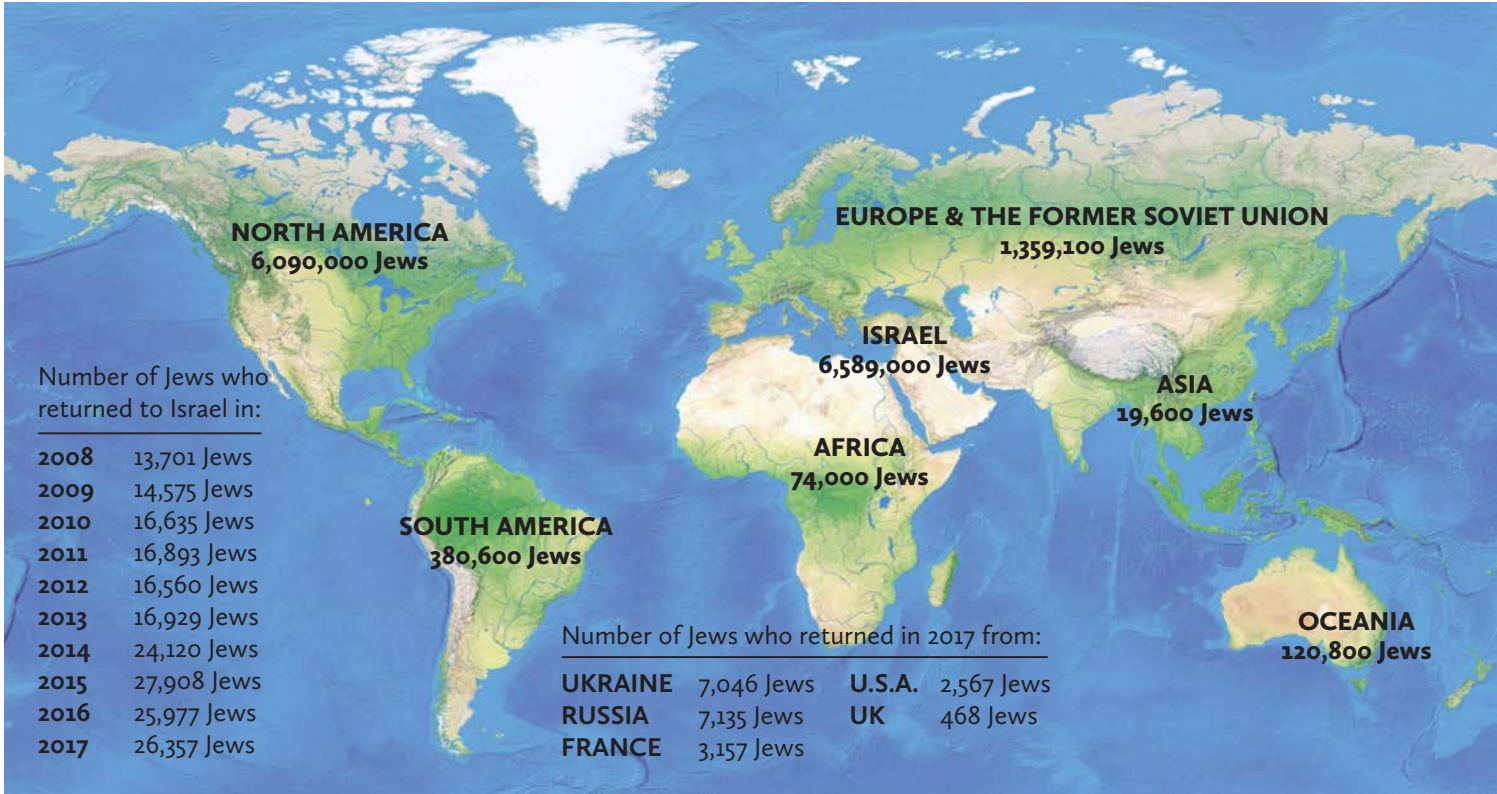 NORTH AMERICA
6,090,000 Jews
EUROPE & THE FORMER SOVIET UNION
1,359,100 Jews
ISRAEL
6,589,000 Jews
ASIA
19,600 Jews
AFRICA
74,000 Jews
SOUTH AMERICA
380,600 Jews
OCEANIA
120,800 Jews
Number of Jews who
returned to Israel in:
2008 13,701 Jews
2009 14,575 Jews
2010 16,635 Jews
2011 16,893 Jews
2012 16,560 Jews
2013 16,929 Jews
2014 24,120 Jews
2015 27,908 Jews
2016 25,977 Jews
2017 26,357 Jews
Number of Jews who returned in 2017 from:
UKRAINE 7,046 Jews U.S.A. 2,567 Jews
RUSSIA 7,135 Jews UK 468 Jews
FRANCE 3,157 Jews